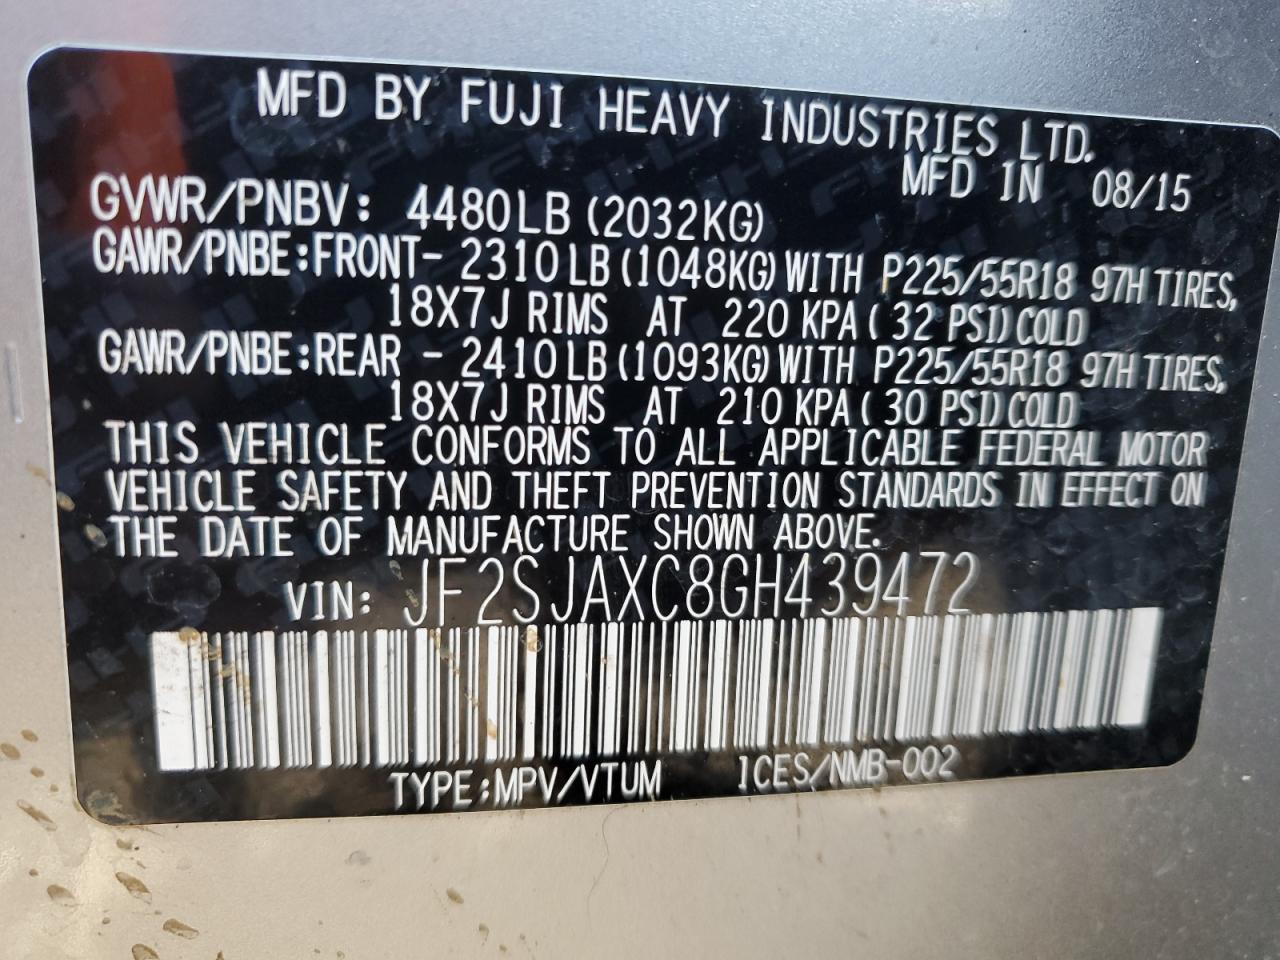 MFD BY FUJI HEAVY INDUSTRIES LTD.
MFD IN 08/15
GVWR/PNBV: 4480LB (2032KG)
GAWR/PNBE:FRONT- 2310LB(1048KG)WITH P225/55R18 97H TIRES,
18X7J RIMS AT 220 KPA( 32 PSI)COLD
GAWR/PNBE:REAR - 2410LB(1093KG)WITH P225/55R18 97H TIRES,
18X7J RIMS AT 210 KPA( 30 PSI)COLD
THIS VEHICLE CONFORMS TO ALL APPLICABLE FEDERAL MOTOR
VEHICLE SAFETY AND THEFT PREVENTION STANDARDS IN EFFECT ON
THE DATE OF MANUFACTURE SHOWN ABOVE.
VIN: JF2SJAXC8GH439472
TYPE:MPV/VTUM ICES/NMB-002